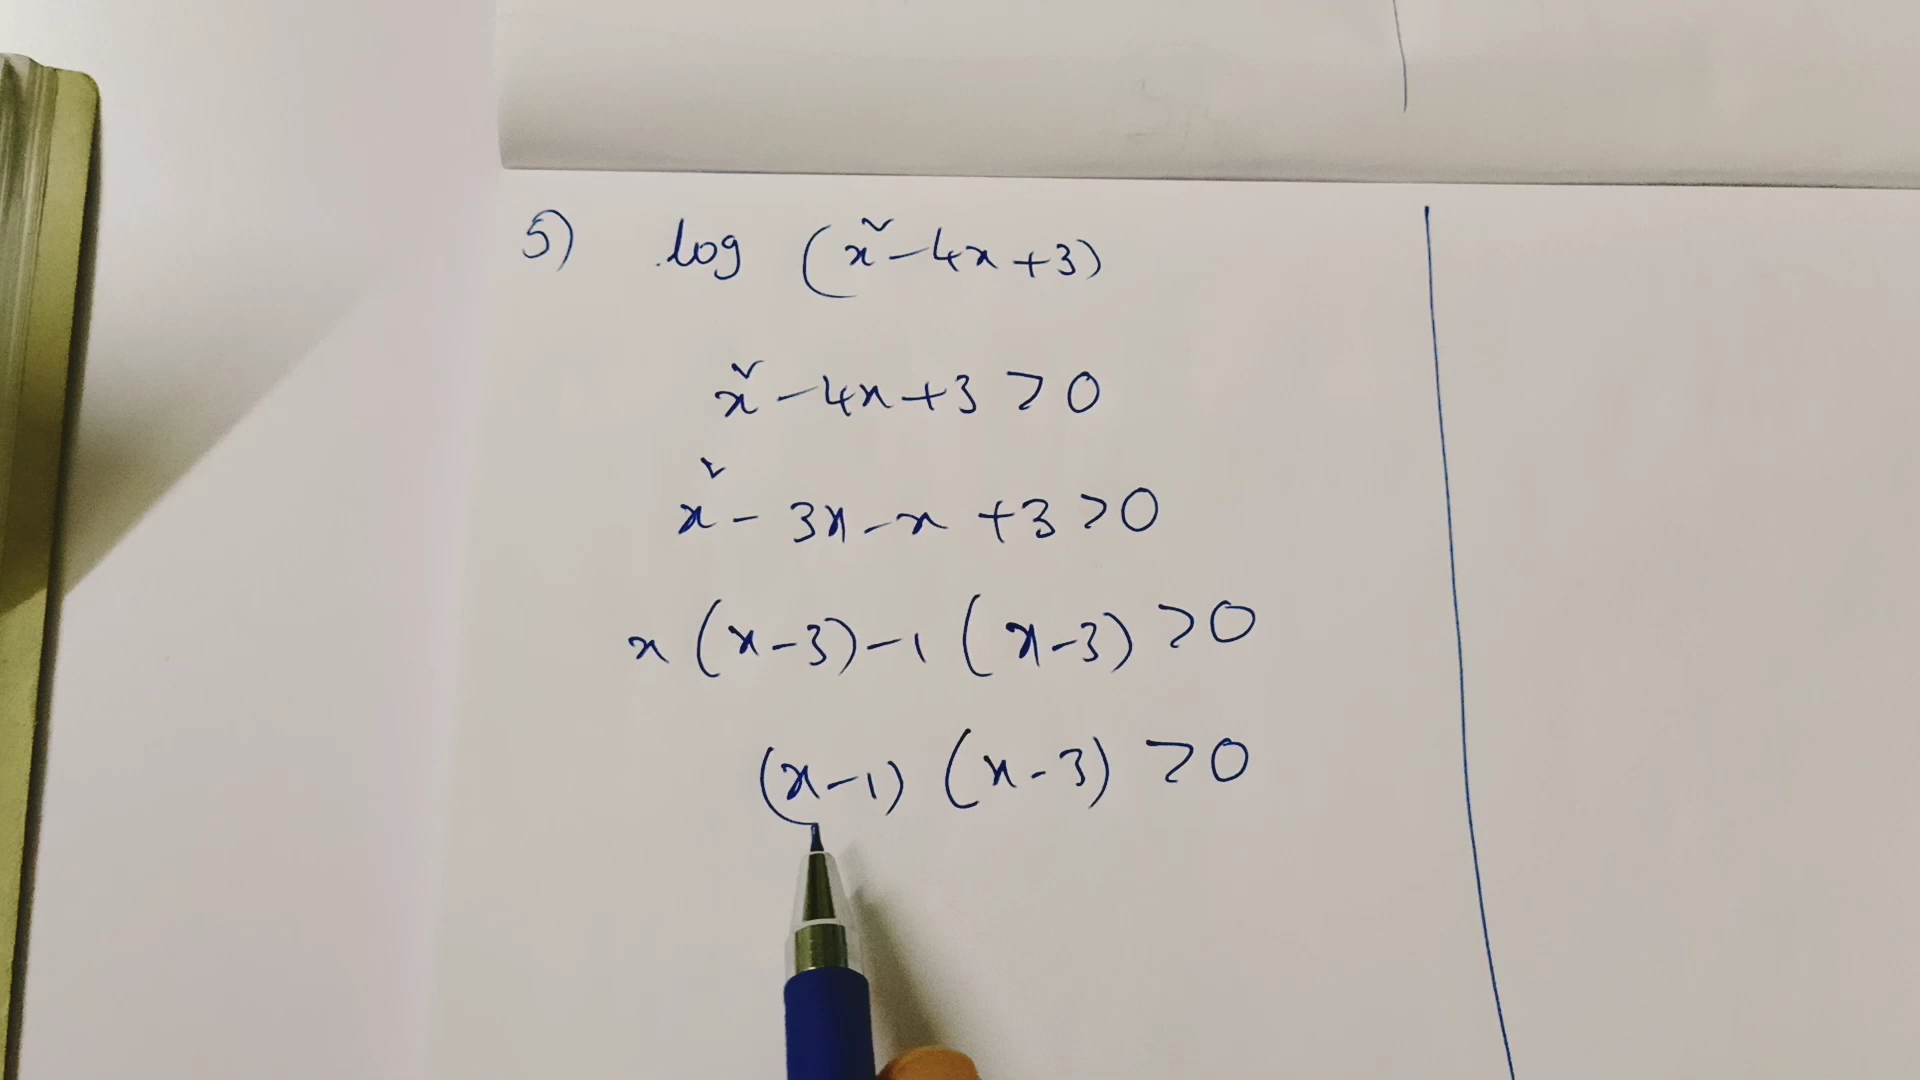 5) log (x² - 4x + 3)
x² - 4x + 3 > 0
x² - 3x - x + 3 > 0
x (x - 3) - 1 (x - 3) > 0
(x - 1) (x - 3) > 0